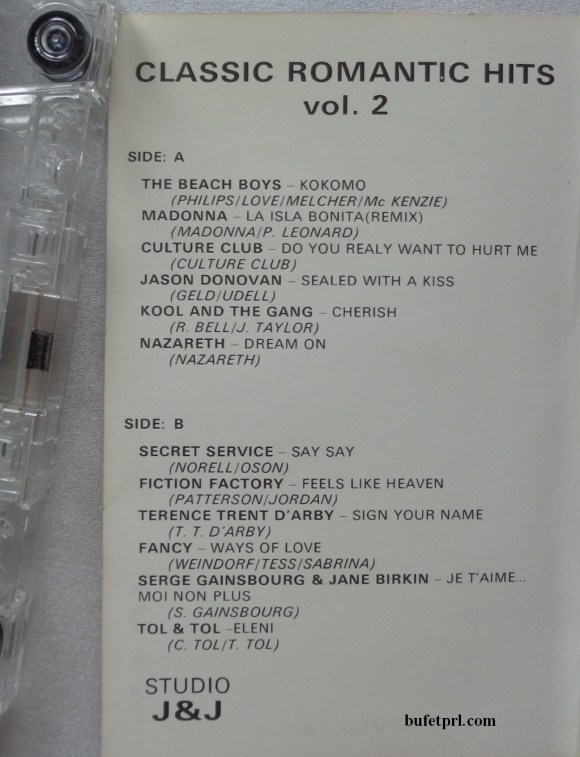 CLASSIC ROMANTIC HITS
vol. 2
SIDE: A
THE BEACH BOYS – KOKOMO
(PHILIPS/LOVE/MELCHER/Mc KENZIE)
MADONNA – LA ISLA BONITA(REMIX)
(MADONNA/P. LEONARD)
CULTURE CLUB – DO YOU REALY WANT TO HURT ME
(CULTURE CLUB)
JASON DONOVAN – SEALED WITH A KISS
(GELD/UDELL)
KOOL AND THE GANG – CHERISH
(R. BELL/J. TAYLOR)
NAZARETH – DREAM ON
(NAZARETH)
SIDE: B
SECRET SERVICE – SAY SAY
(NORELL/OSON)
FICTION FACTORY – FEELS LIKE HEAVEN
(PATTERSON/JORDAN)
TERENCE TRENT D'ARBY – SIGN YOUR NAME
(T. T. D'ARBY)
FANCY – WAYS OF LOVE
(WEINDORF/TESS/SABRINA)
SERGE GAINSBOURG & JANE BIRKIN – JE T'AIME...
MOI NON PLUS
(S. GAINSBOURG)
TOL & TOL –ELENI
(C. TOL/T. TOL)
STUDIO
J&J
bufetprl.com